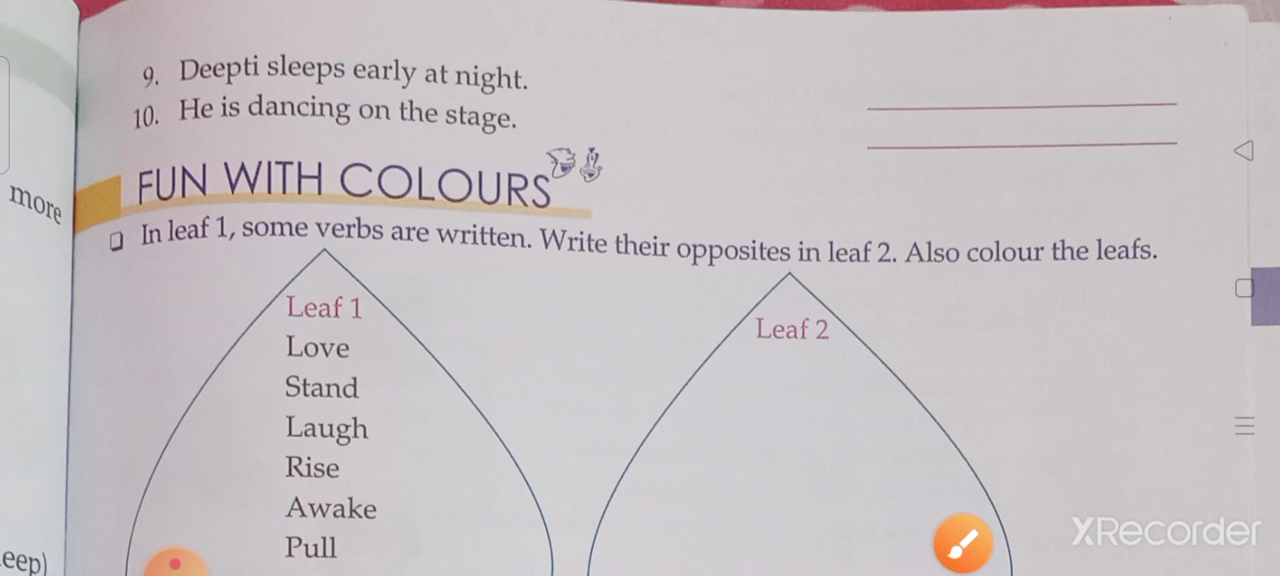 9. Deepti sleeps early at night.
10. He is dancing on the stage.
more
FUN WITH COLOURS
In leaf 1, some verbs are written. Write their opposites in leaf 2. Also colour the leafs.
Leaf 1
Love
Stand
Laugh
Rise
Awake
Pull
Leaf 2
eep)
XRecorder